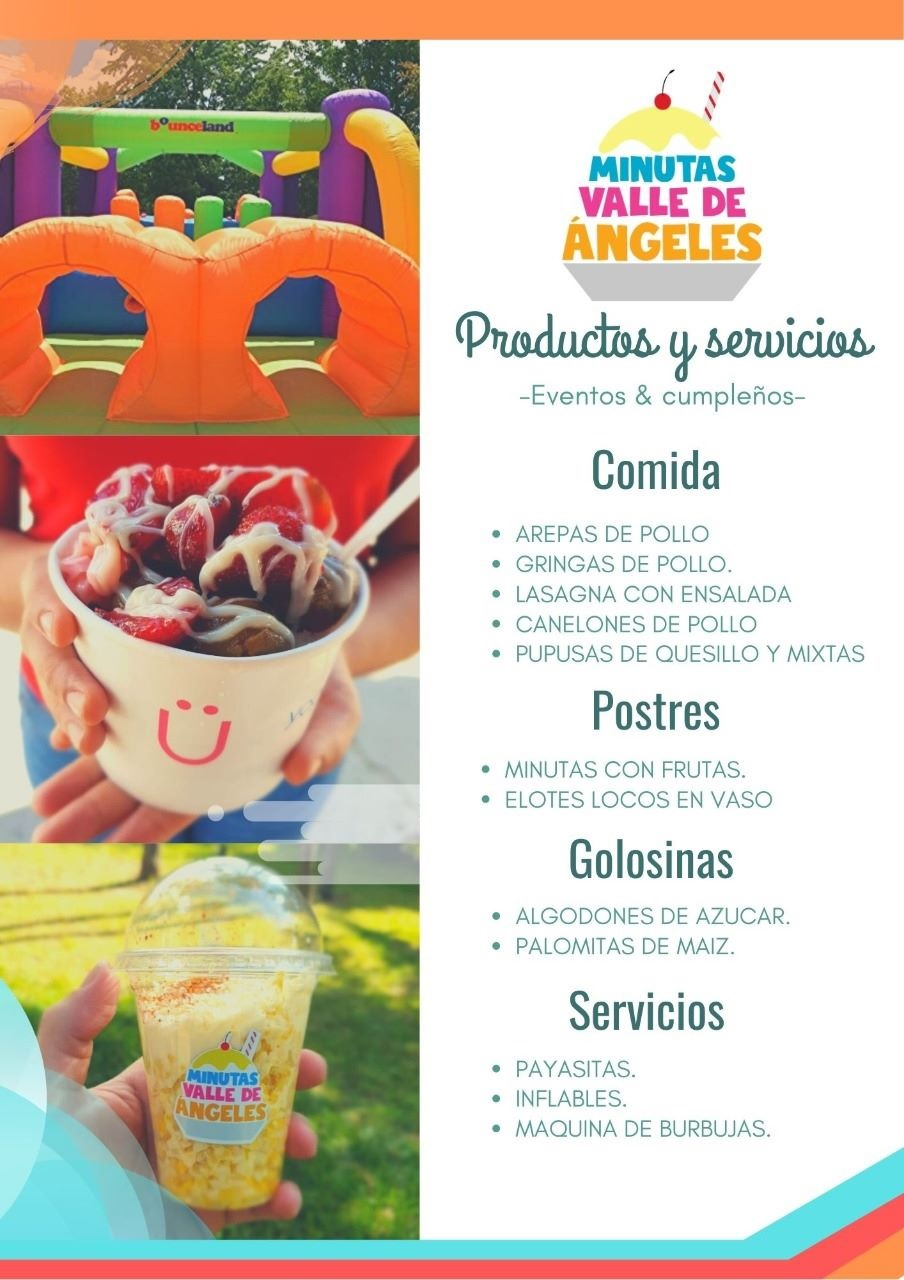 bounceland
MINUTAS
VALLE DE
ÁNGELES
Productos y servicios
-Eventos & cumpleños-
Comida
• AREPAS DE POLLO
• GRINGAS DE POLLO.
• LASAGNA CON ENSALADA
• CANELONES DE POLLO
• PUPUSAS DE QUESILLO Y MIXTAS
Postres
• MINUTAS CON FRUTAS.
• ELOTES LOCOS EN VASO
Golosinas
• ALGODONES DE AZUCAR.
• PALOMITAS DE MAIZ.
Servicios
• PAYASITAS.
• INFLABLES.
• MAQUINA DE BURBUJAS.
MINUTAS
VALLE DE
ÁNGELES